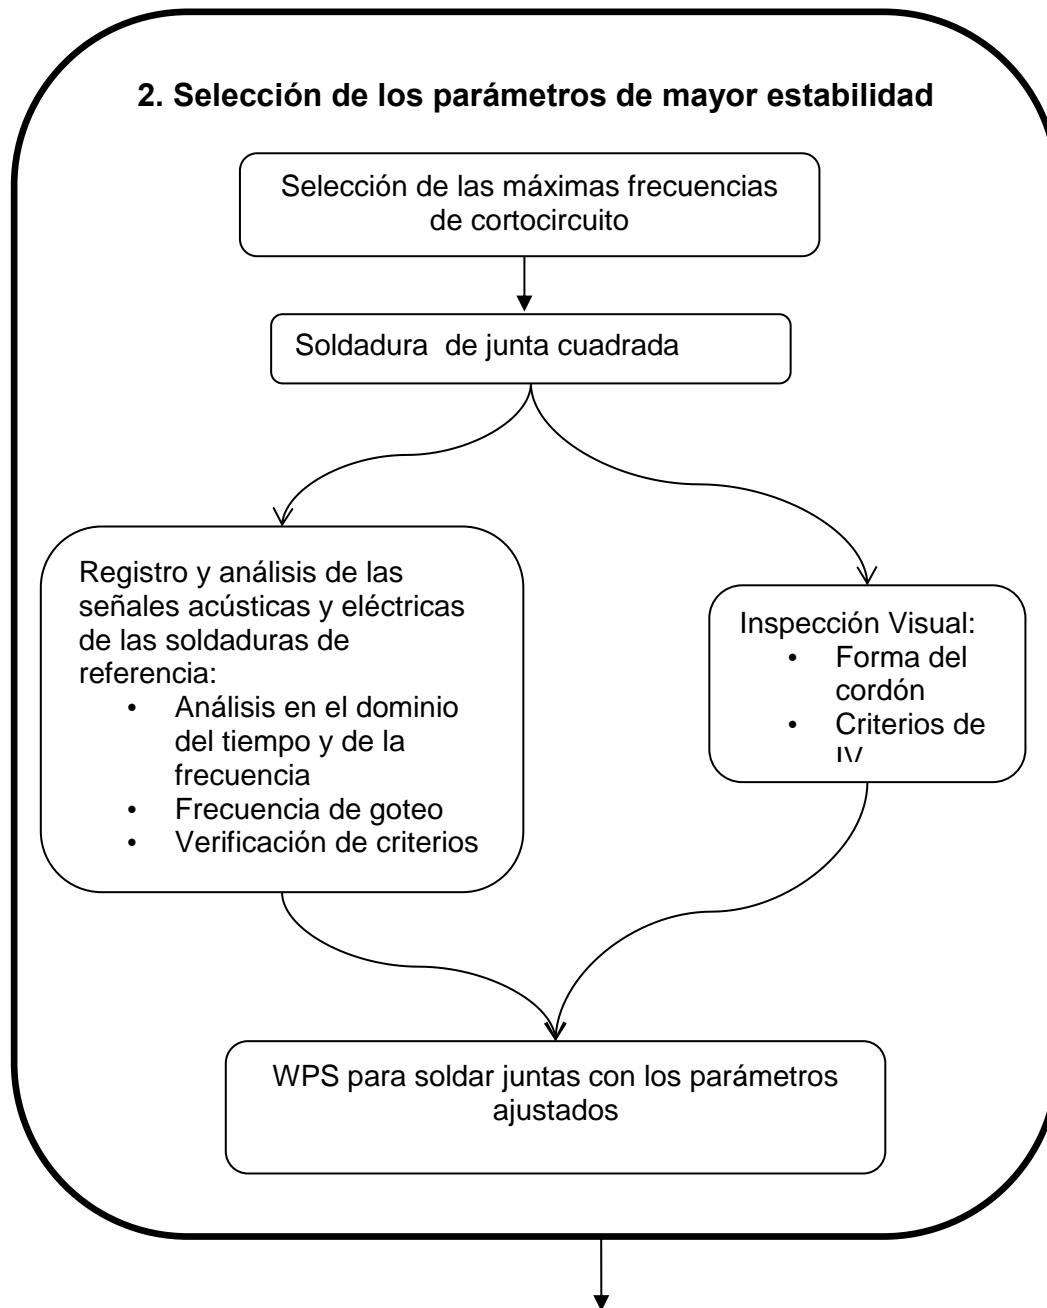 2. Selección de los parámetros de mayor estabilidad
Selección de las máximas frecuencias
de cortocircuito
Soldadura de junta cuadrada
Registro y análisis de las
señales acústicas y eléctricas
de las soldaduras de
referencia:
• Análisis en el dominio
del tiempo y de la
frecuencia
• Frecuencia de goteo
• Verificación de criterios
Inspección Visual:
• Forma del
cordón
• Criterios de
IV
WPS para soldar juntas con los parámetros
ajustados